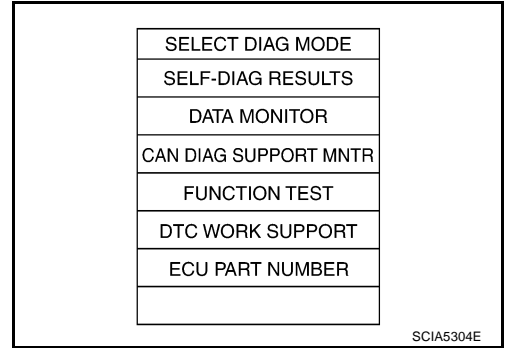 SELECT DIAG MODE
SELF-DIAG RESULTS
DATA MONITOR
CAN DIAG SUPPORT MNTR
FUNCTION TEST
DTC WORK SUPPORT
ECU PART NUMBER
SCIA5304E